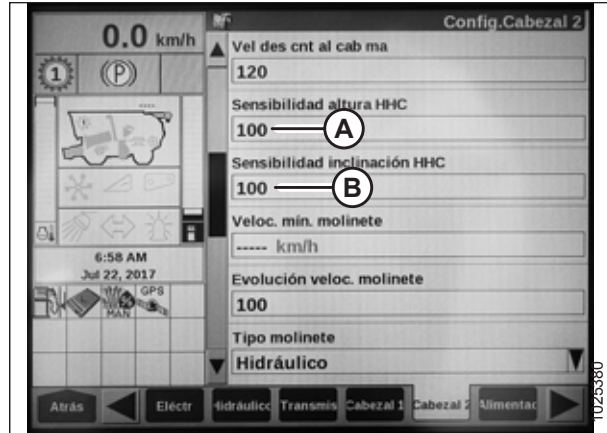 Config.Cabezal 2
0.0 km/h
1
(P)
6:58 AM
Jul 22, 2017
GPS
MAN
Vel des cnt al cab ma
120
Sensibilidad altura HHC
100
A
Sensibilidad inclinación HHC
100
B
Veloc. mín. molinete
----- km/h
Evolución veloc. molinete
100
Tipo molinete
Hidráulico
Atrás
Eléctr
Hidráulico
Transmis
Cabezal 1
Cabezal 2
Alimentac
1025380